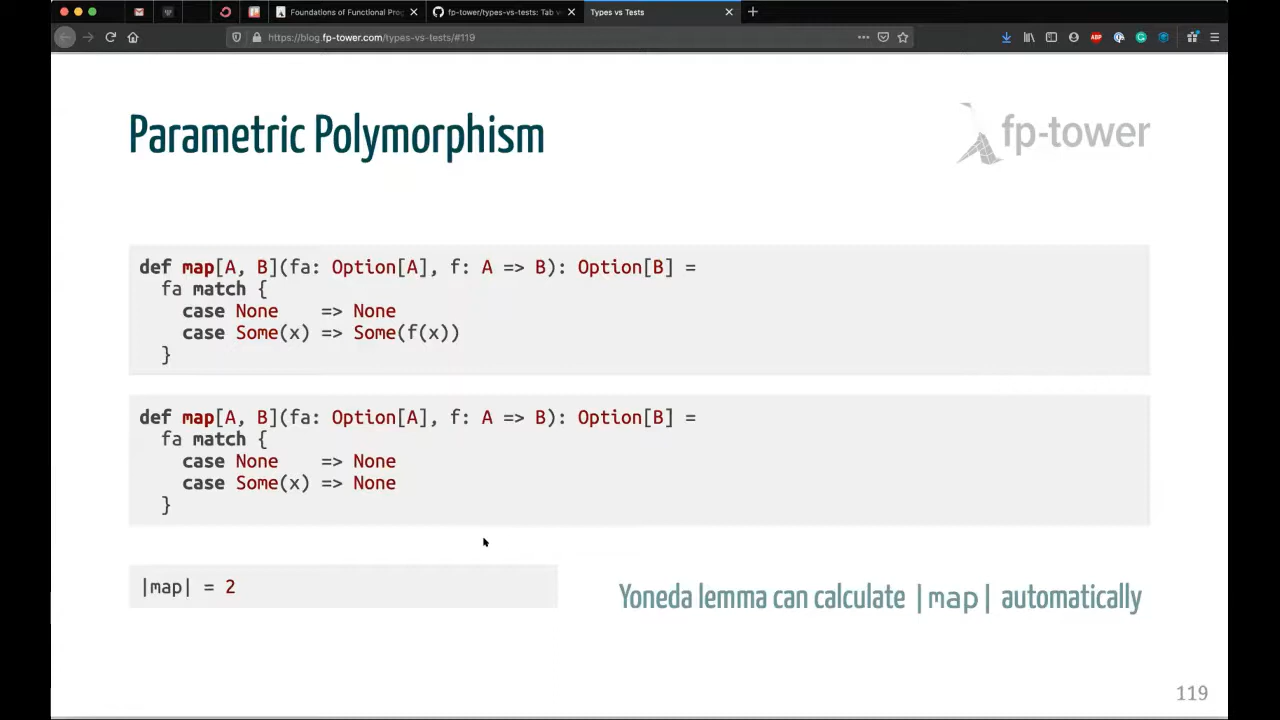 Foundations of Functional Prog
fp-tower/types-vs-tests: Tab v
Types vs Tests
https://blog.fp-tower.com/types-vs-tests/#119
ABP
Parametric Polymorphism
fp-tower
def map[A, B](fa: Option[A], f: A => B): Option[B] =
  fa match {
    case None    => None
    case Some(x) => Some(f(x))
  }
def map[A, B](fa: Option[A], f: A => B): Option[B] =
  fa match {
    case None    => None
    case Some(x) => None
  }
|map| = 2
Yoneda lemma can calculate |map| automatically
119